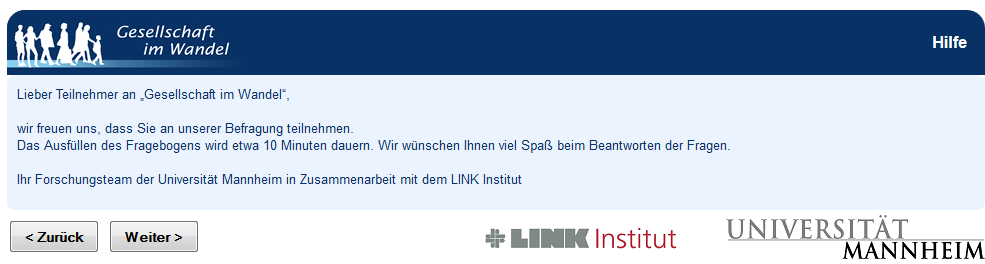 Gesellschaft
im Wandel
Hilfe
Lieber Teilnehmer an „Gesellschaft im Wandel“,
wir freuen uns, dass Sie an unserer Befragung teilnehmen.
Das Ausfüllen des Fragebogens wird etwa 10 Minuten dauern. Wir wünschen Ihnen viel Spaß beim Beantworten der Fragen.
Ihr Forschungsteam der Universität Mannheim in Zusammenarbeit mit dem LINK Institut
< Zurück
Weiter >
LINK Institut
UNIVERSITÄT
MANNHEIM